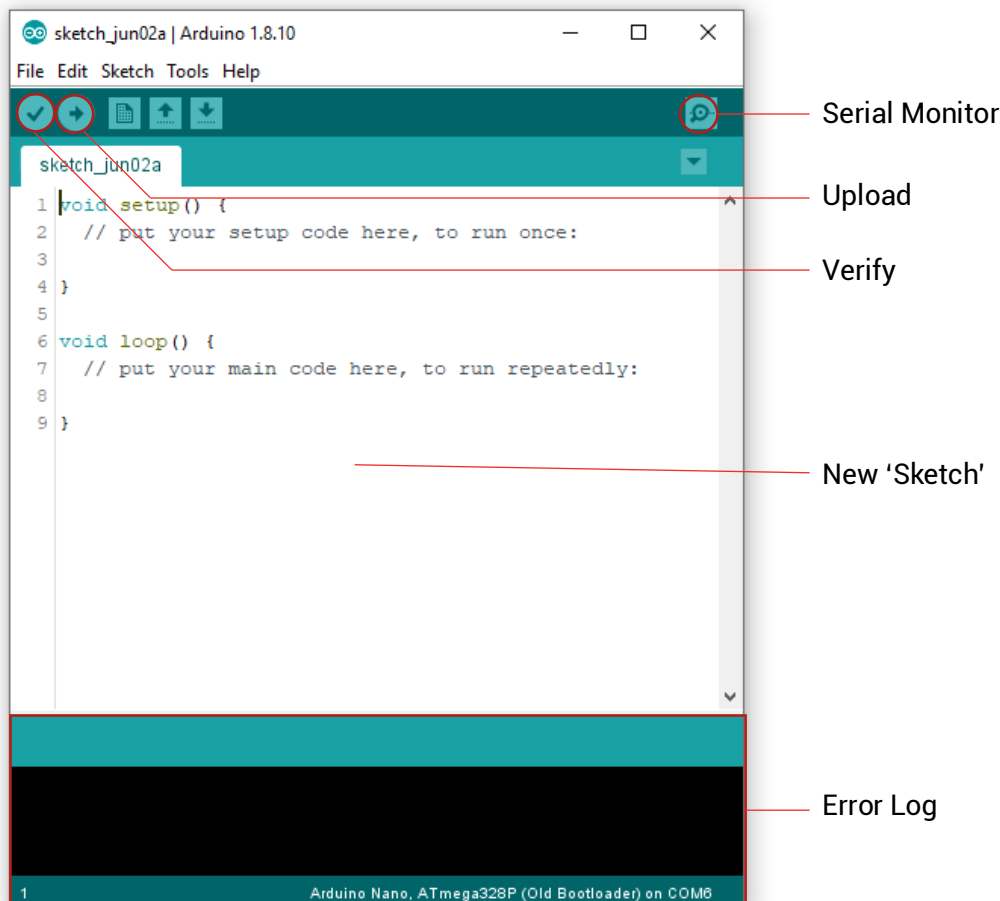 sketch_jun02a | Arduino 1.8.10
File Edit Sketch Tools Help
Serial Monitor
sketch_jun02a
Upload
Verify
1 void setup() {
2 // put your setup code here, to run once:
3
4 }
5
6 void loop() {
7 // put your main code here, to run repeatedly:
8
9 }
New ‘Sketch’
Error Log
1 Arduino Nano, ATmega328P (Old Bootloader) on COM6